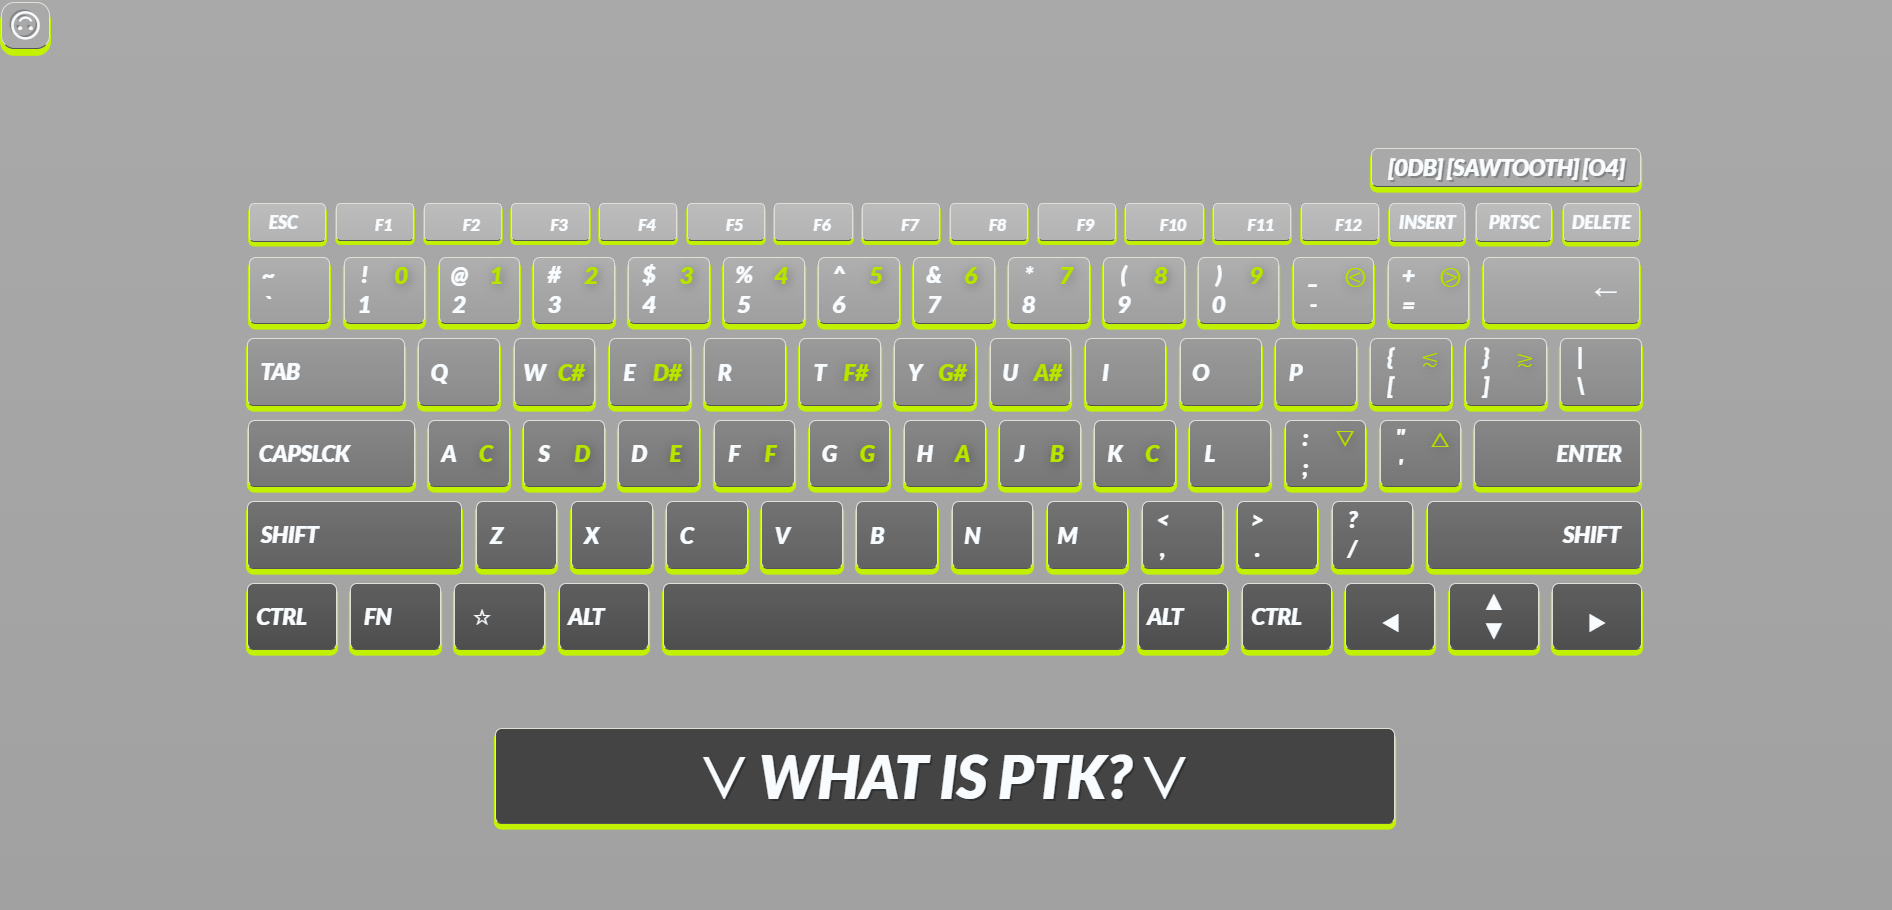 [0DB] [SAWTOOTH] [O4]
ESC F1 F2 F3 F4 F5 F6 F7 F8 F9 F10 F11 F12 INSERT PRTSC DELETE
~ ! 0 @ 1 # 2 $ 3 % 4 ^ 5 & 6 * 7 ( 8 ) 9 _ < + >
` 1 2 3 4 5 6 7 8 9 0 - = ←
TAB Q W C# E D# R T F# Y G# U A# I O P { ≲ } ≳ |
[ ] \
CAPSLCK A C S D D E F F G G H A J B K C L : ▽ " △ ENTER
; '
SHIFT Z X C V B N M < > ? SHIFT
, . /
CTRL FN ☆ ALT ALT CTRL ◀ ▲ ▶
▼
∨ WHAT IS PTK? ∨